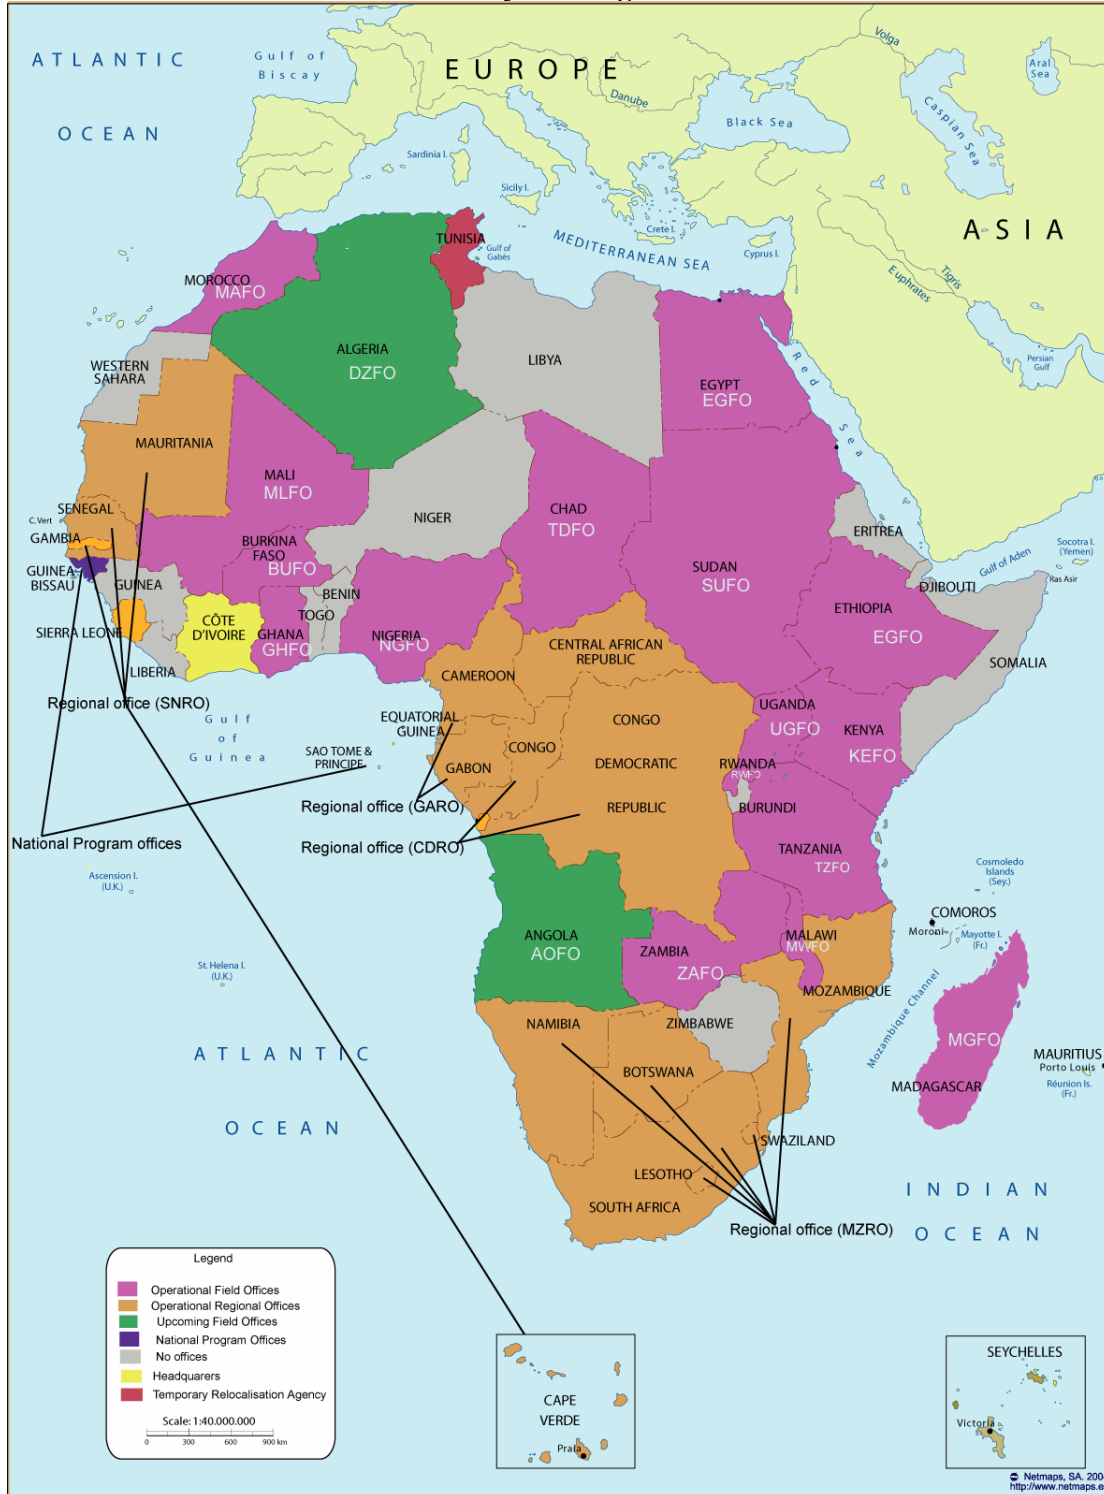 ATLANTIC
OCEAN
Gulf of
Biscay
EUROPE
Volga
Aral
Sea
Danube
Caspian Sea
Black Sea
Sardinia I.
Sicily I.
Crete I.
Cyprus I.
ASIA
Tigris
Euphrates
MEDITERRANEAN SEA
TUNISIA
Gulf of
Gabès
MOROCCO
MAFO
Persian
Gulf
ALGERIA
DZFO
LIBYA
WESTERN
SAHARA
EGYPT
EGFO
Red Sea
MAURITANIA
MALI
MLFO
NIGER
CHAD
TDFO
SENEGAL
C. Vert
GAMBIA
GUINEA-
BISSAU
GUINEA
BURKINA
FASO
BUFO
ERITREA
Gulf of Aden
Socotra I.
(Yemen)
Ras Asir
DJIBOUTI
SUDAN
SUFO
ETHIOPIA
EGFO
SOMALIA
BENIN
TOGO
CÔTE
D'IVOIRE
SIERRA LEONE
GHANA
GHFO
NIGERIA
NGFO
LIBERIA
CENTRAL AFRICAN
REPUBLIC
CAMEROON
Regional office (SNRO)
Gulf
of
Guinea
EQUATORIAL
GUINEA
SAO TOME &
PRINCIPE
GABON
CONGO
CONGO
DEMOCRATIC
REPUBLIC
UGANDA
UGFO
KENYA
KEFO
RWANDA
RWFO
BURUNDI
Regional office (GARO)
National Program offices
Regional office (CDRO)
TANZANIA
TZFO
Ascension I.
(U.K.)
Cosmoledo
Islands
(Sey.)
COMOROS
Moroni
Mayotte I.
(Fr.)
ANGOLA
AOFO
ZAMBIA
ZAFO
MALAWI
MWFO
MOZAMBIQUE
St. Helena I.
(U.K.)
Mozambique Channel
NAMIBIA
ZIMBABWE
MGFO
MADAGASCAR
MAURITIUS
Porto Louis
Réunion Is.
(Fr.)
ATLANTIC
OCEAN
BOTSWANA
SWAZILAND
LESOTHO
SOUTH AFRICA
INDIAN
OCEAN
Regional office (MZRO)
Legend
Operational Field Offices
Operational Regional Offices
Upcoming Field Offices
National Program Offices
No offices
Headquarers
Temporary Relocalisation Agency
Scale: 1:40.000.000
0 300 600 900 km
CAPE
VERDE
Praia
SEYCHELLES
Victoria
Netmaps, SA. 200
http://www.netmaps.e